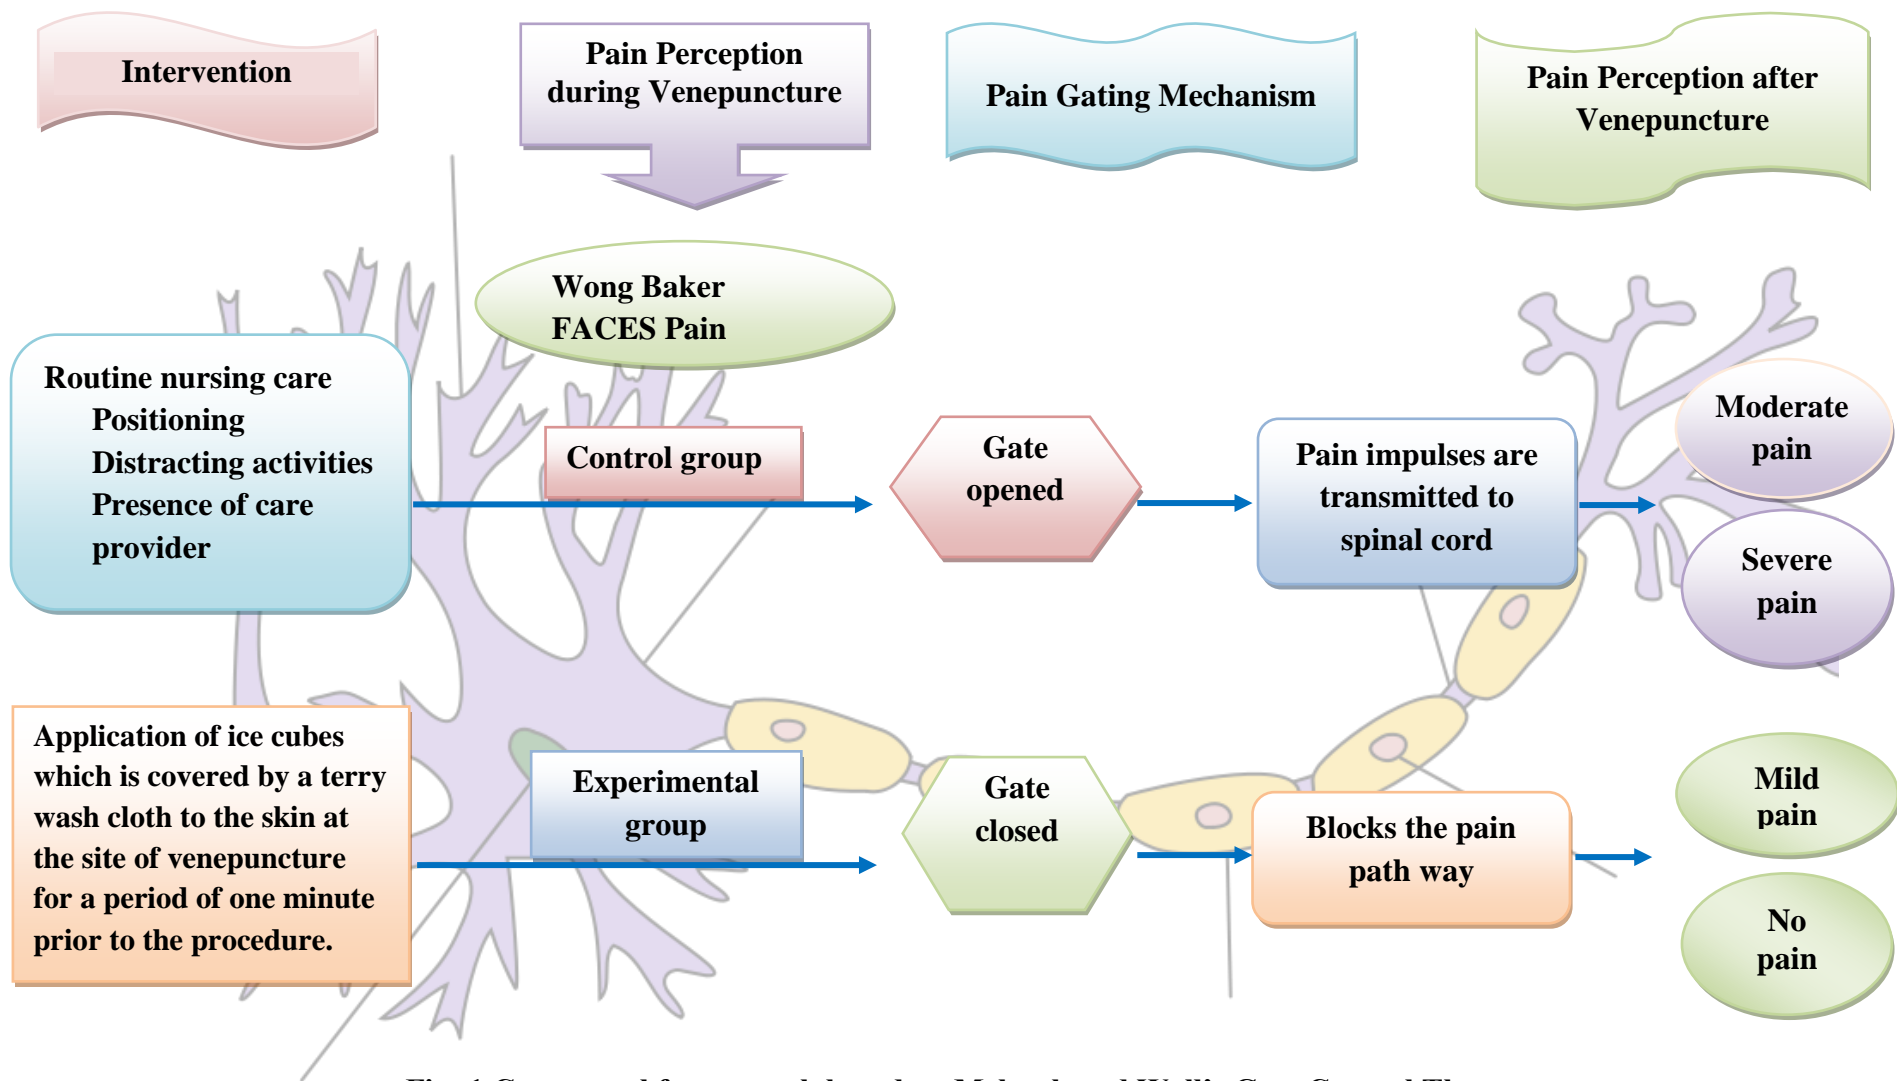 Intervention
Pain Perception
during Venepuncture
Pain Gating Mechanism
Pain Perception after
Venepuncture
Wong Baker
FACES Pain
Routine nursing care
Positioning
Distracting activities
Presence of care
provider
Control group
Gate
opened
Pain impulses are
transmitted to
spinal cord
Moderate
pain
Severe
pain
Application of ice cubes
which is covered by a terry
wash cloth to the skin at
the site of venepuncture
for a period of one minute
prior to the procedure.
Experimental
group
Gate
closed
Blocks the pain
path way
Mild
pain
No
pain